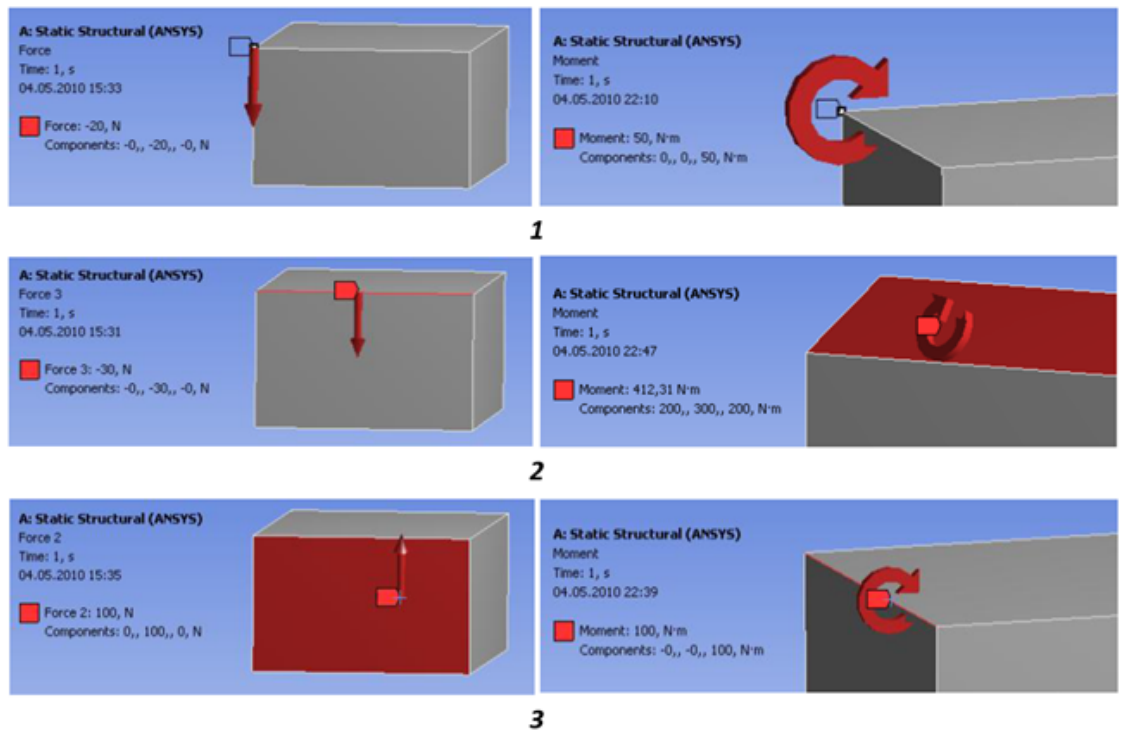 A: Static Structural (ANSYS)
Force
Time: 1, s
04.05.2010 15:33
Force: -20, N
Components: -0,, -20,, -0, N
A: Static Structural (ANSYS)
Moment
Time: 1, s
04.05.2010 22:10
Moment: 50, N·m
Components: 0,, 0,, 50, N·m
1
A: Static Structural (ANSYS)
Force 3
Time: 1, s
04.05.2010 15:31
Force 3: -30, N
Components: -0,, -30,, -0, N
A: Static Structural (ANSYS)
Moment
Time: 1, s
04.05.2010 22:47
Moment: 412,31 N·m
Components: 200,, 300,, 200, N·m
2
A: Static Structural (ANSYS)
Force 2
Time: 1, s
04.05.2010 15:35
Force 2: 100, N
Components: 0,, 100,, 0, N
A: Static Structural (ANSYS)
Moment
Time: 1, s
04.05.2010 22:39
Moment: 100, N·m
Components: -0,, -0,, 100, N·m
3